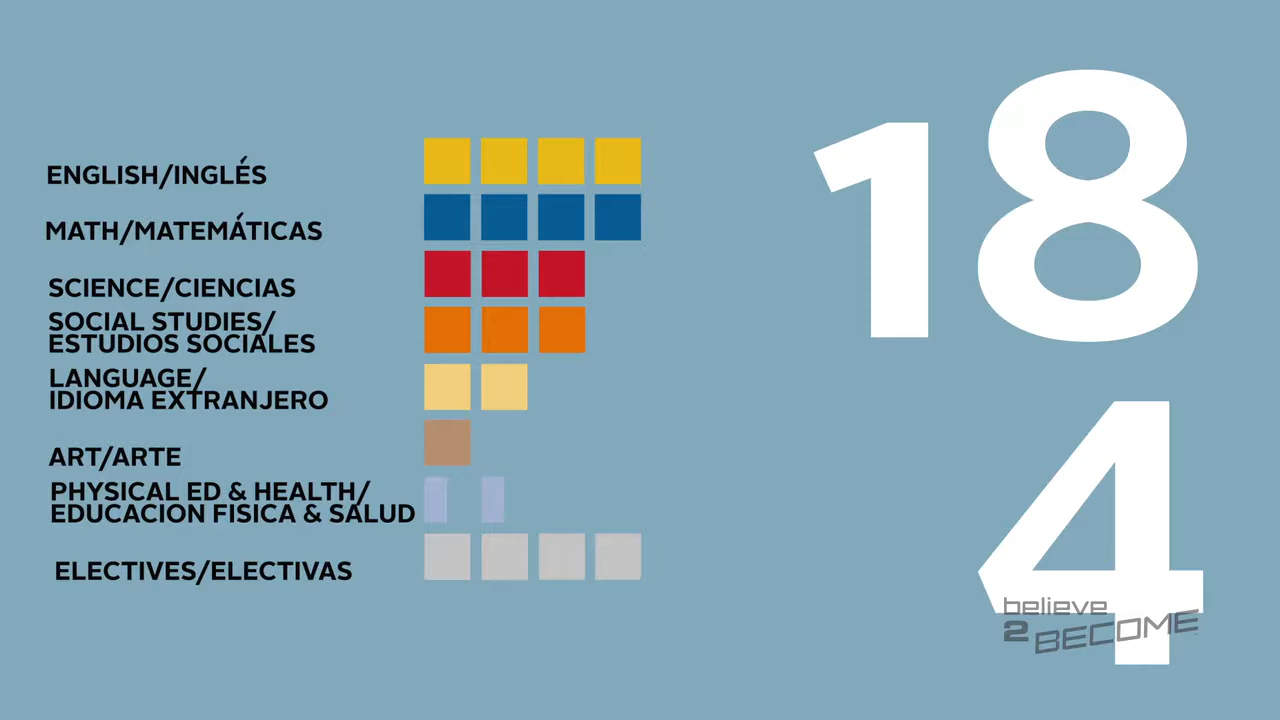 ENGLISH/INGLÉS
MATH/MATEMÁTICAS
SCIENCE/CIENCIAS
SOCIAL STUDIES/
ESTUDIOS SOCIALES
LANGUAGE/
IDIOMA EXTRANJERO
ART/ARTE
PHYSICAL ED & HEALTH/
EDUCACION FISICA & SALUD
ELECTIVES/ELECTIVAS
18
4
believe
2 BECOME